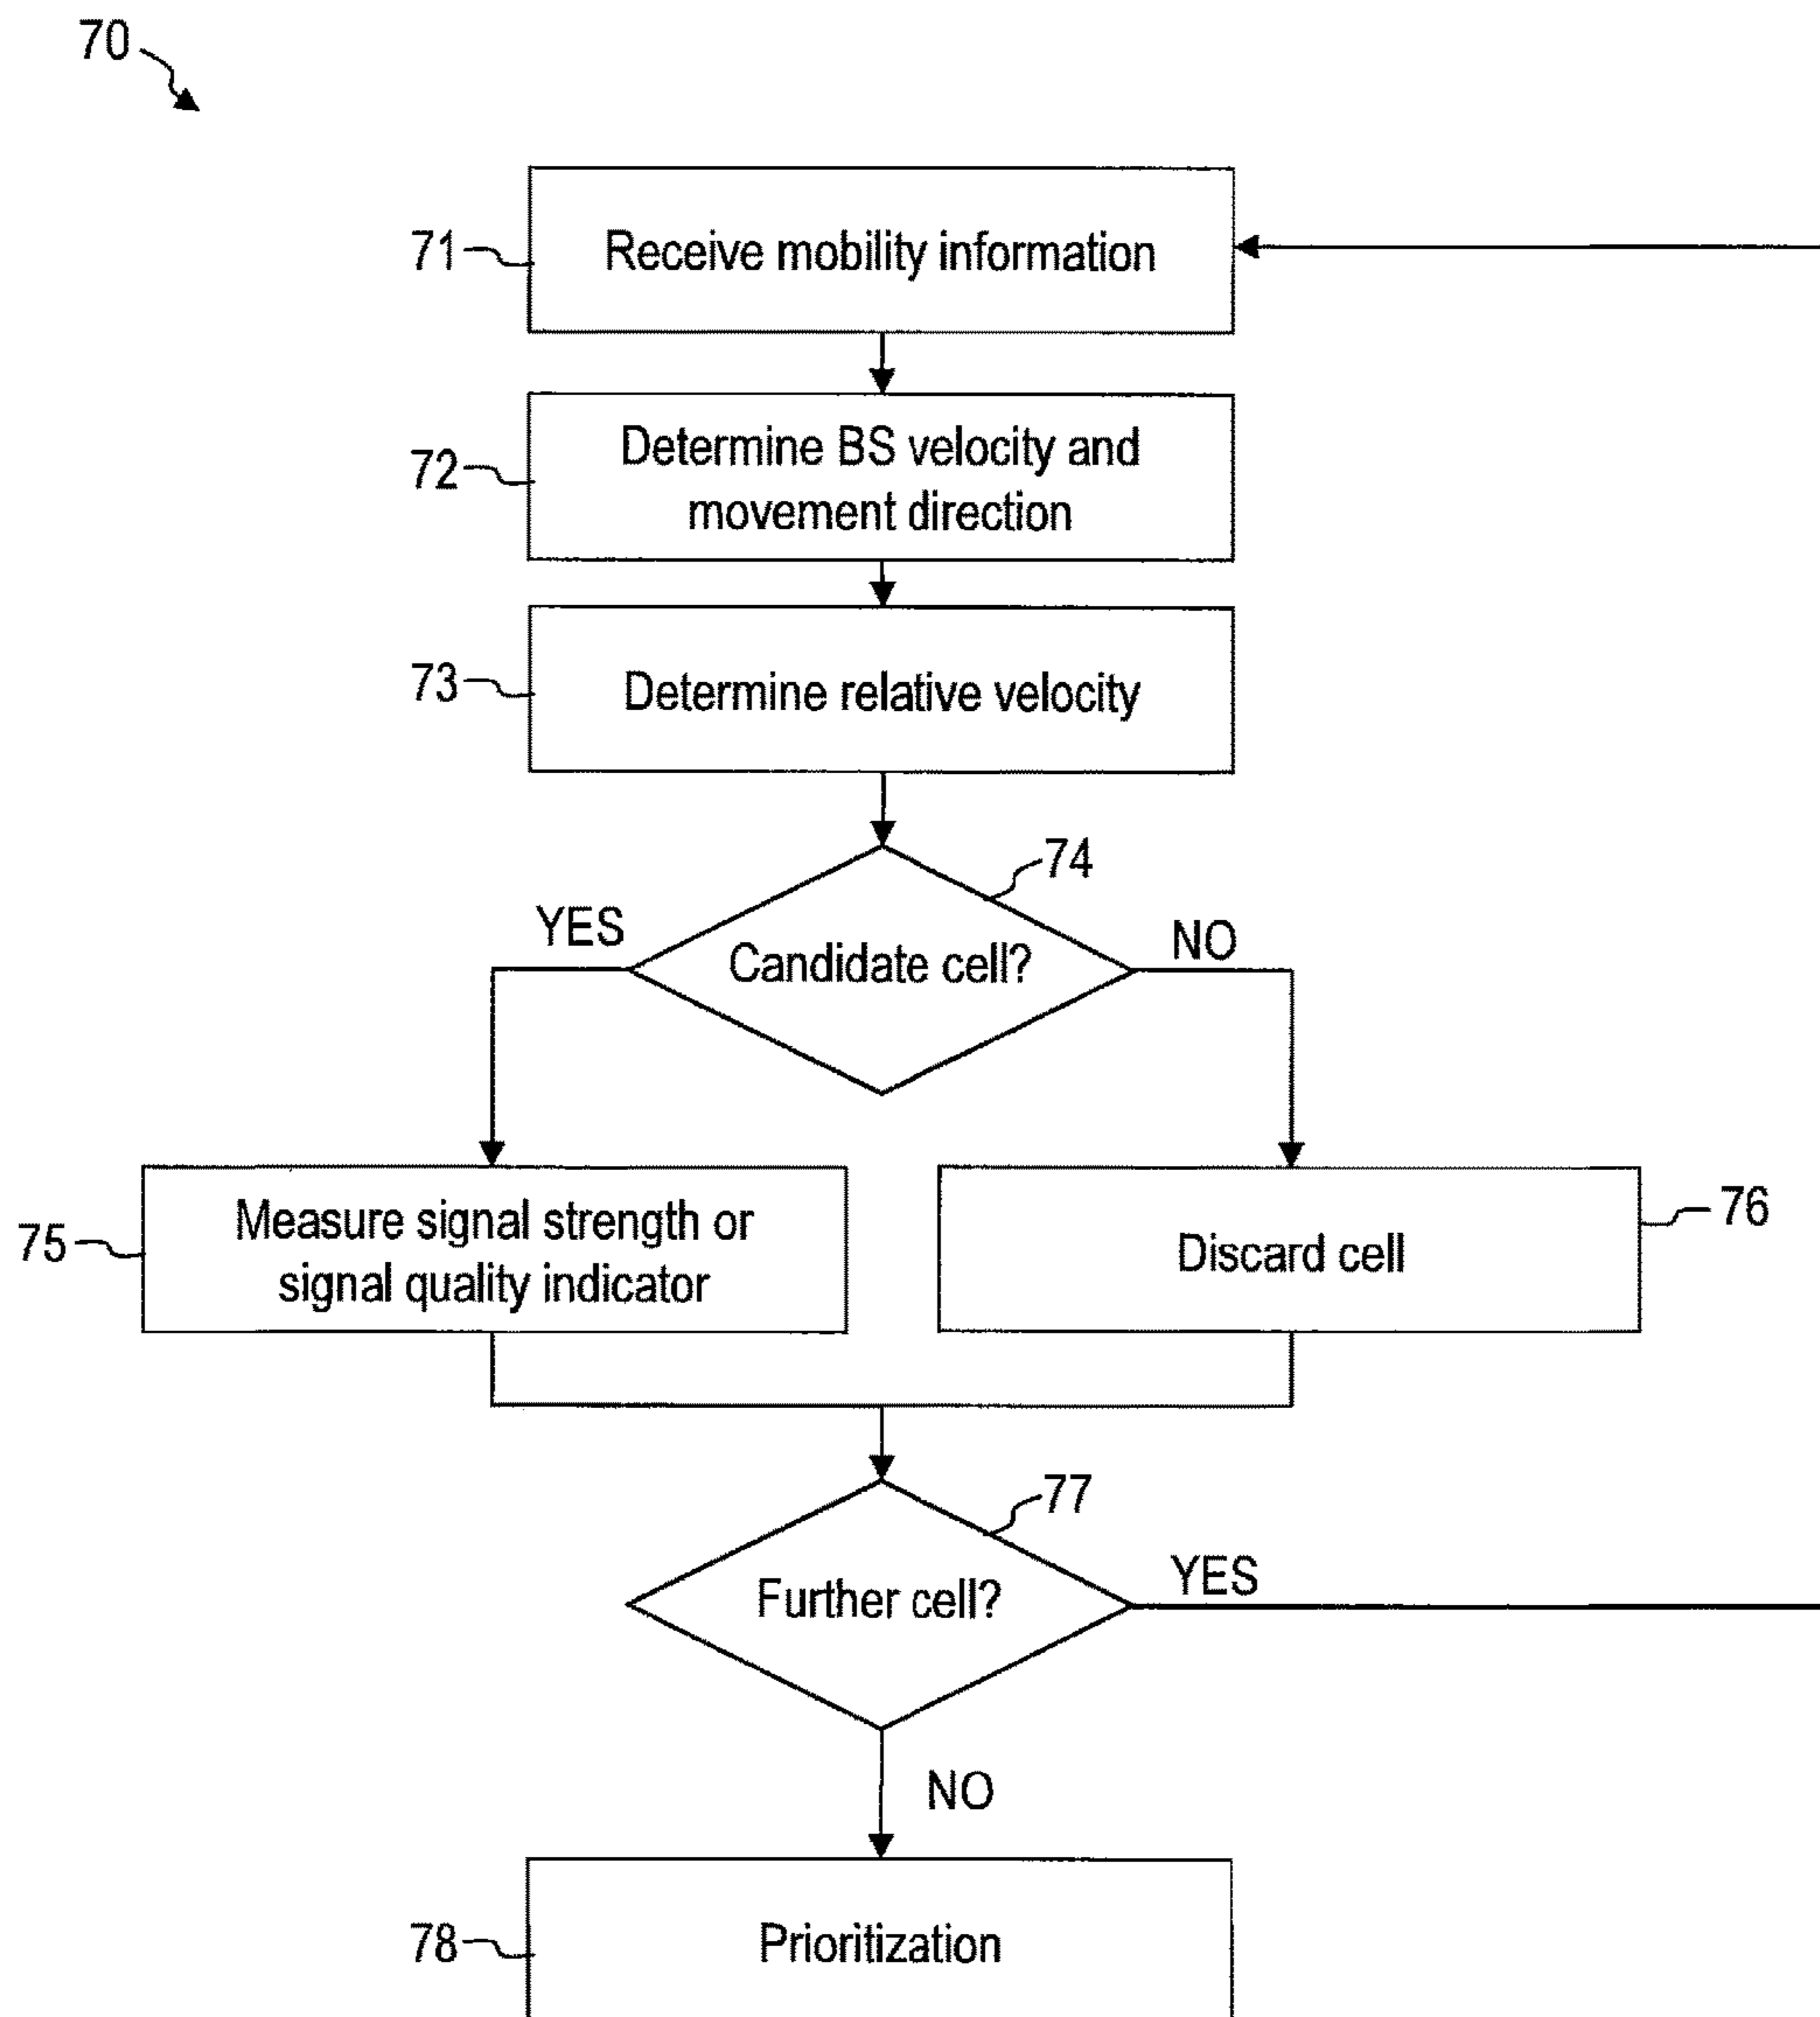 70
71
Receive mobility information
72
Determine BS velocity and
movement direction
73
Determine relative velocity
74
YES
Candidate cell?
NO
75
Measure signal strength or
signal quality indicator
76
Discard cell
77
Further cell?
YES
NO
78
Prioritization